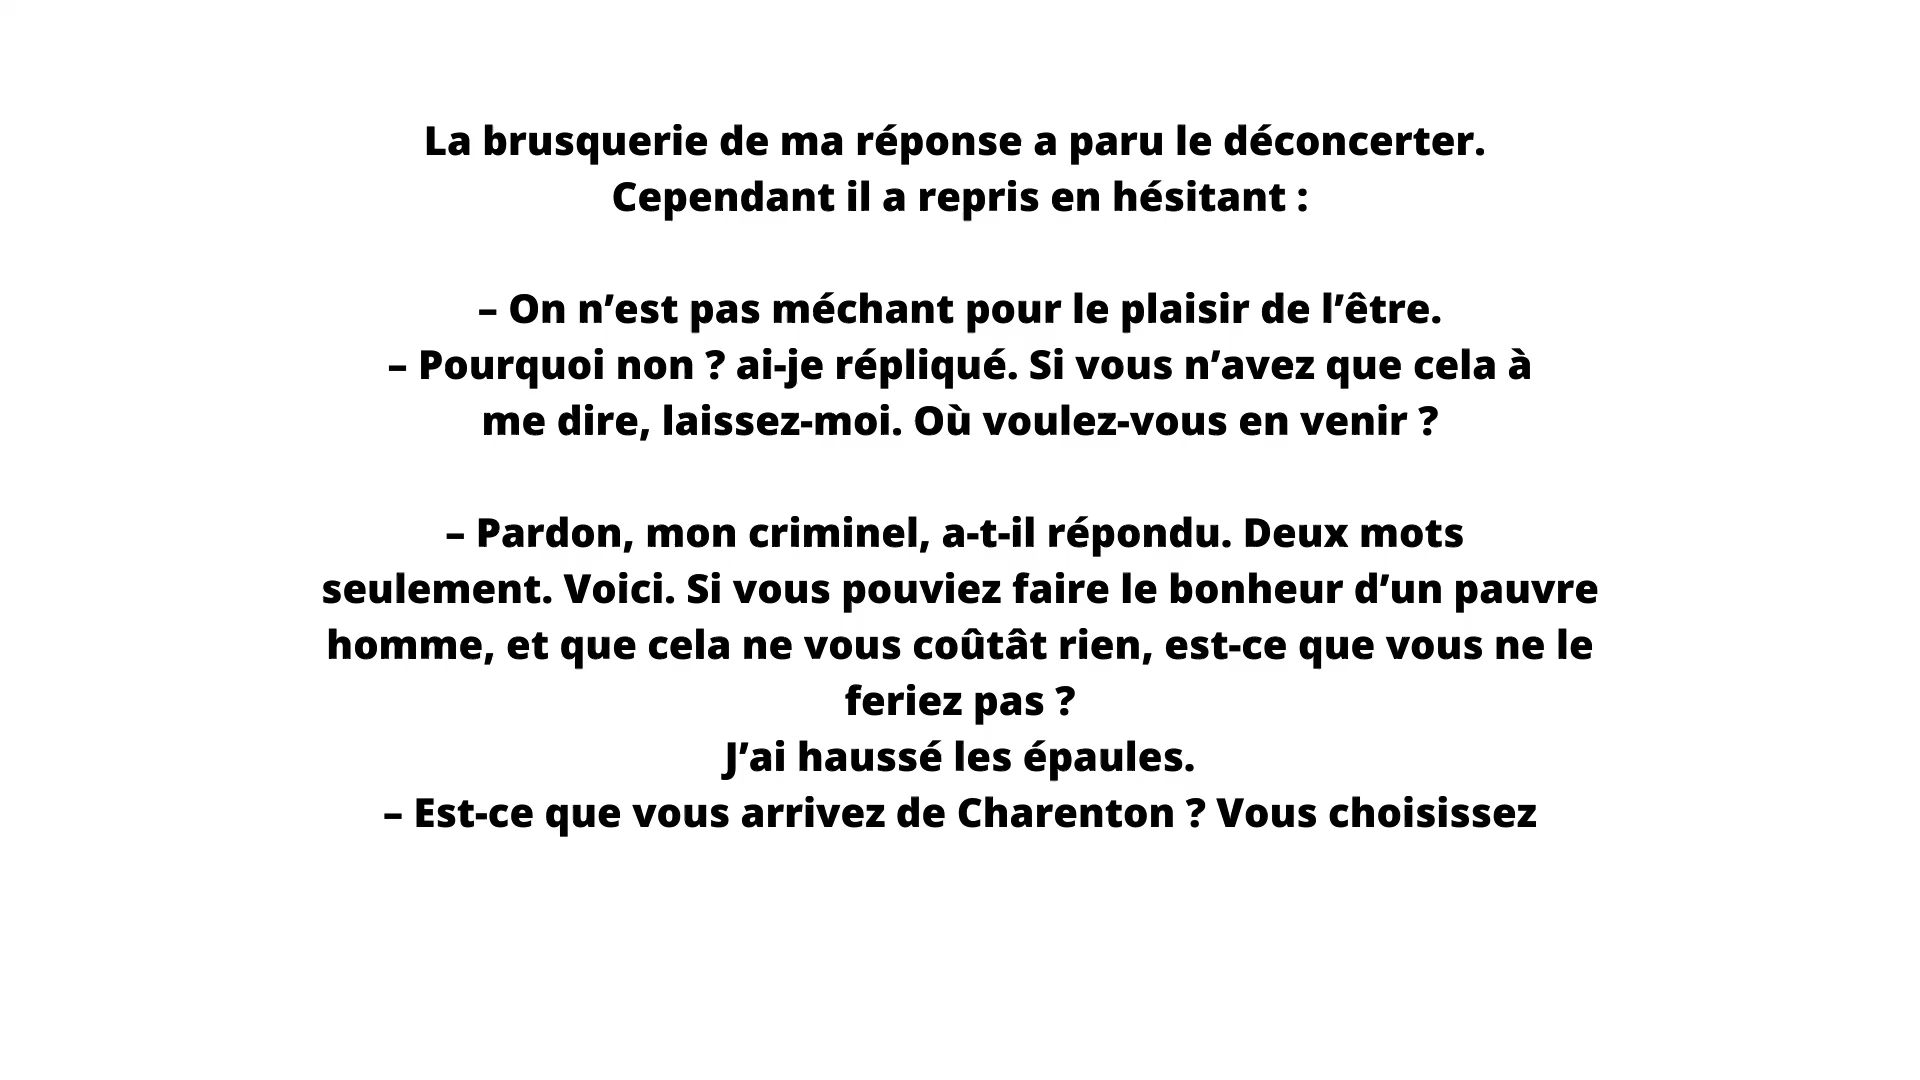 La brusquerie de ma réponse a paru le déconcerter.
Cependant il a repris en hésitant :
– On n’est pas méchant pour le plaisir de l’être.
– Pourquoi non ? ai-je répliqué. Si vous n’avez que cela à
me dire, laissez-moi. Où voulez-vous en venir ?
– Pardon, mon criminel, a-t-il répondu. Deux mots
seulement. Voici. Si vous pouviez faire le bonheur d’un pauvre
homme, et que cela ne vous coûtât rien, est-ce que vous ne le
feriez pas ?
J’ai haussé les épaules.
– Est-ce que vous arrivez de Charenton ? Vous choisissez